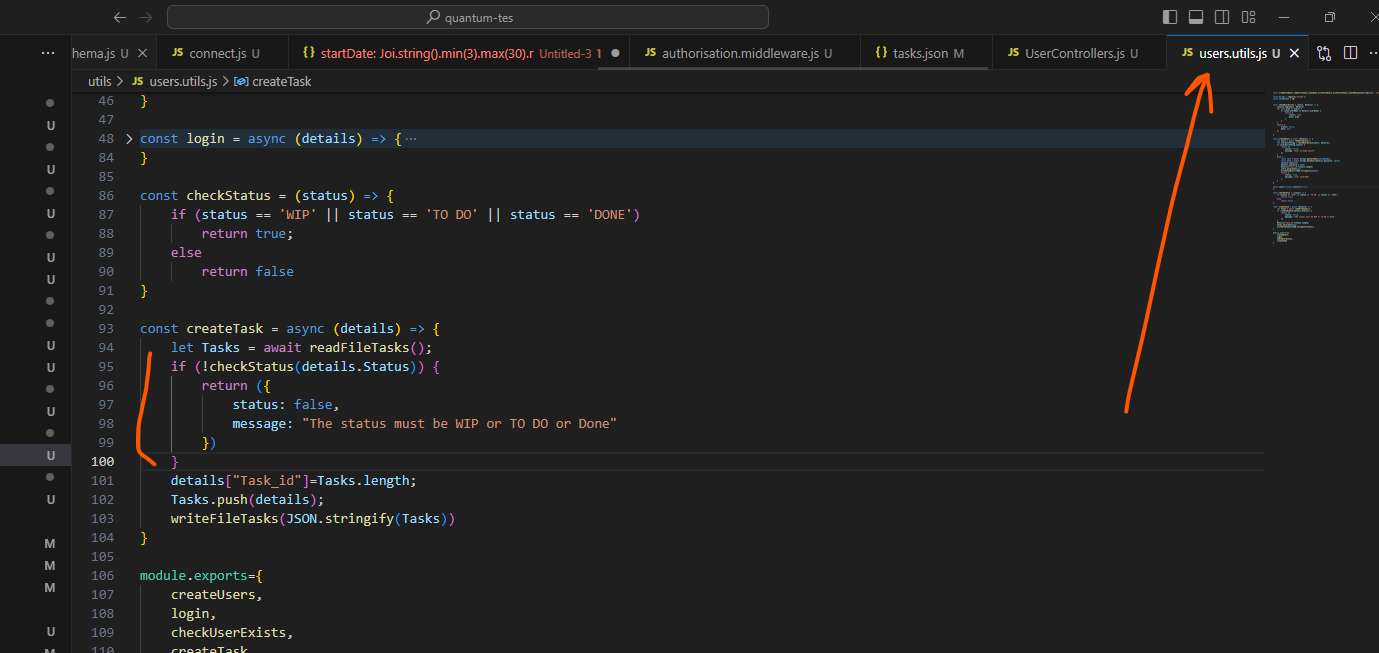 quantum-tes
hema.js U
JS connect.js U
{} startDate: Joi.string().min(3).max(30).r Untitled-3 1
JS authorisation.middleware.js U
{} tasks.json M
JS UserControllers.js U
JS users.utils.js U
utils > JS users.utils.js > createTask
46 }
47
48 const login = async (details) => {…
84 }
85
86 const checkStatus = (status) => {
87 if (status == 'WIP' || status == 'TO DO' || status == 'DONE')
88 return true;
89 else
90 return false
91 }
92
93 const createTask = async (details) => {
94 let Tasks = await readFileTasks();
95 if (!checkStatus(details.Status)) {
96 return ({
97 status: false,
98 message: "The status must be WIP or TO DO or Done"
99 })
100 }
101 details["Task_id"]=Tasks.length;
102 Tasks.push(details);
103 writeFileTasks(JSON.stringify(Tasks))
104 }
105
106 module.exports={
107 createUsers,
108 login,
109 checkUserExists,
110 createTask
U
U
U
U
U
U
U
U
U
U
M
M
M
U
M